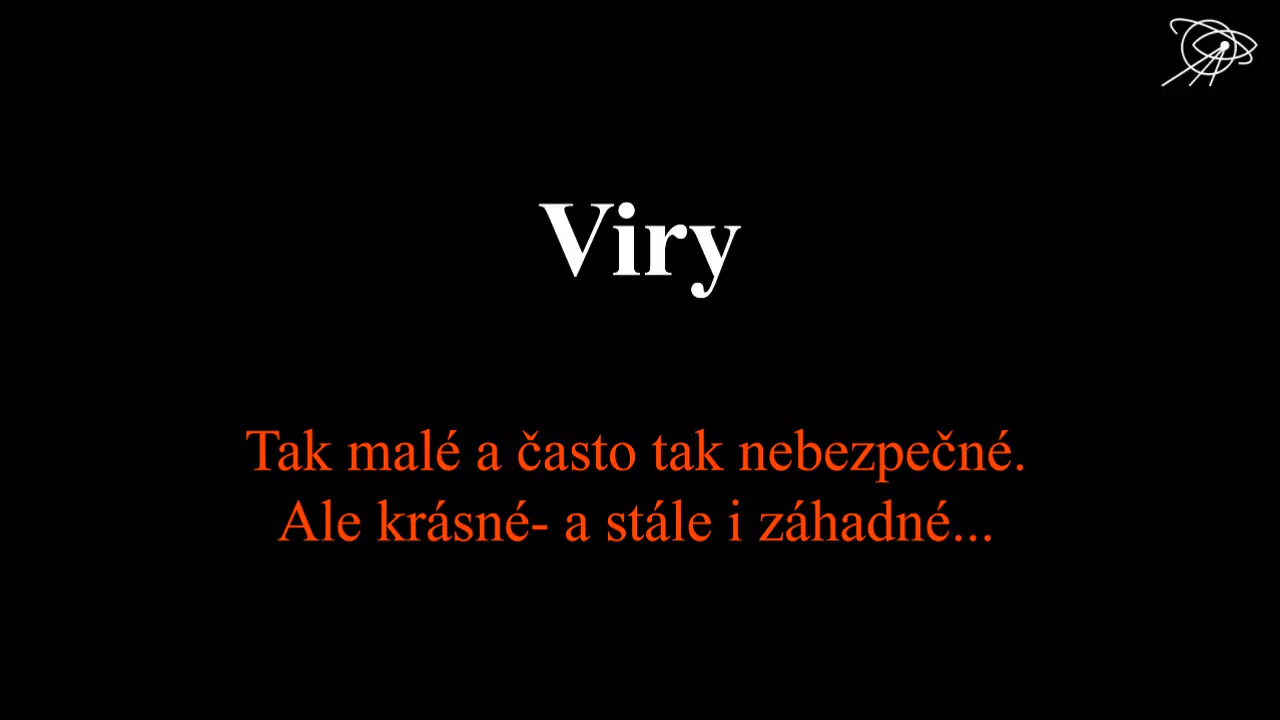 Viry
Tak malé a často tak nebezpečné.
Ale krásné- a stále i záhadné...